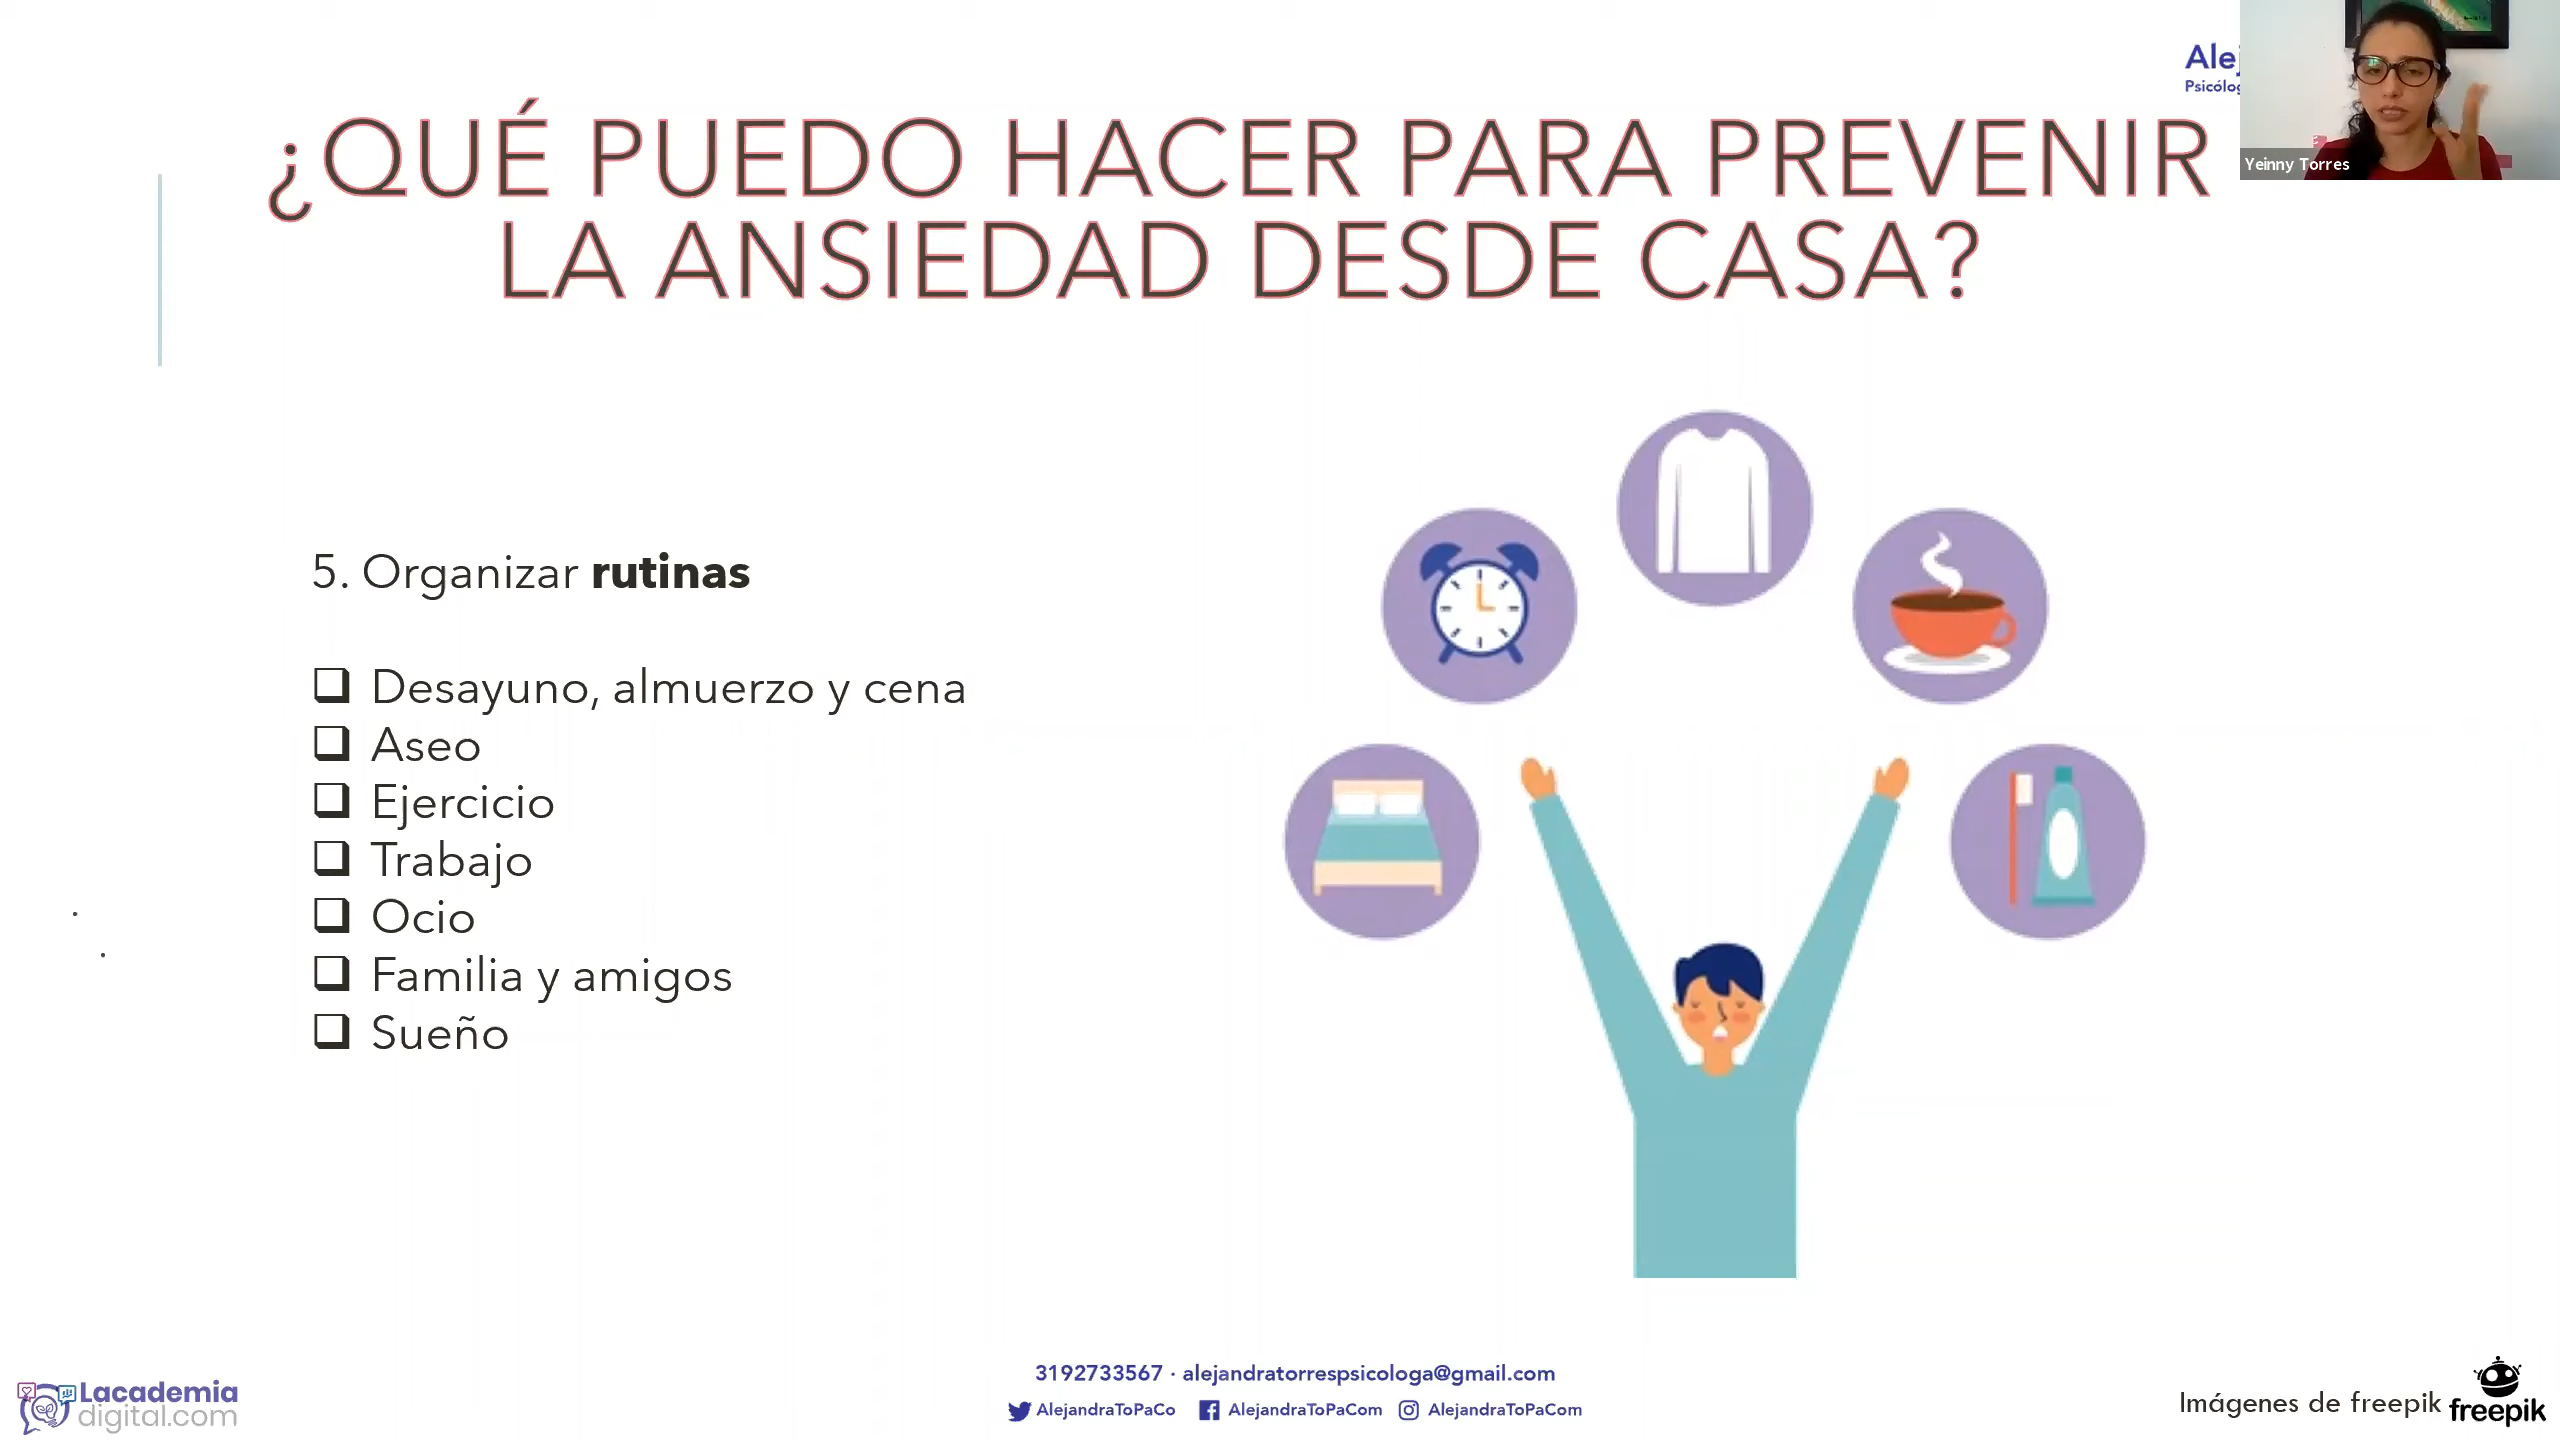 Ale
Psicólog
Yeinny Torres
¿QUÉ PUEDO HACER PARA PREVENIR
LA ANSIEDAD DESDE CASA?
5. Organizar rutinas
Desayuno, almuerzo y cena
Aseo
Ejercicio
Trabajo
Ocio
Familia y amigos
Sueño
3192733567 · alejandratorrespsicologa@gmail.com
AlejandraToPaCo AlejandraToPaCom AlejandraToPaCom
Lacademia
digital.com
Imágenes de freepik
freepik